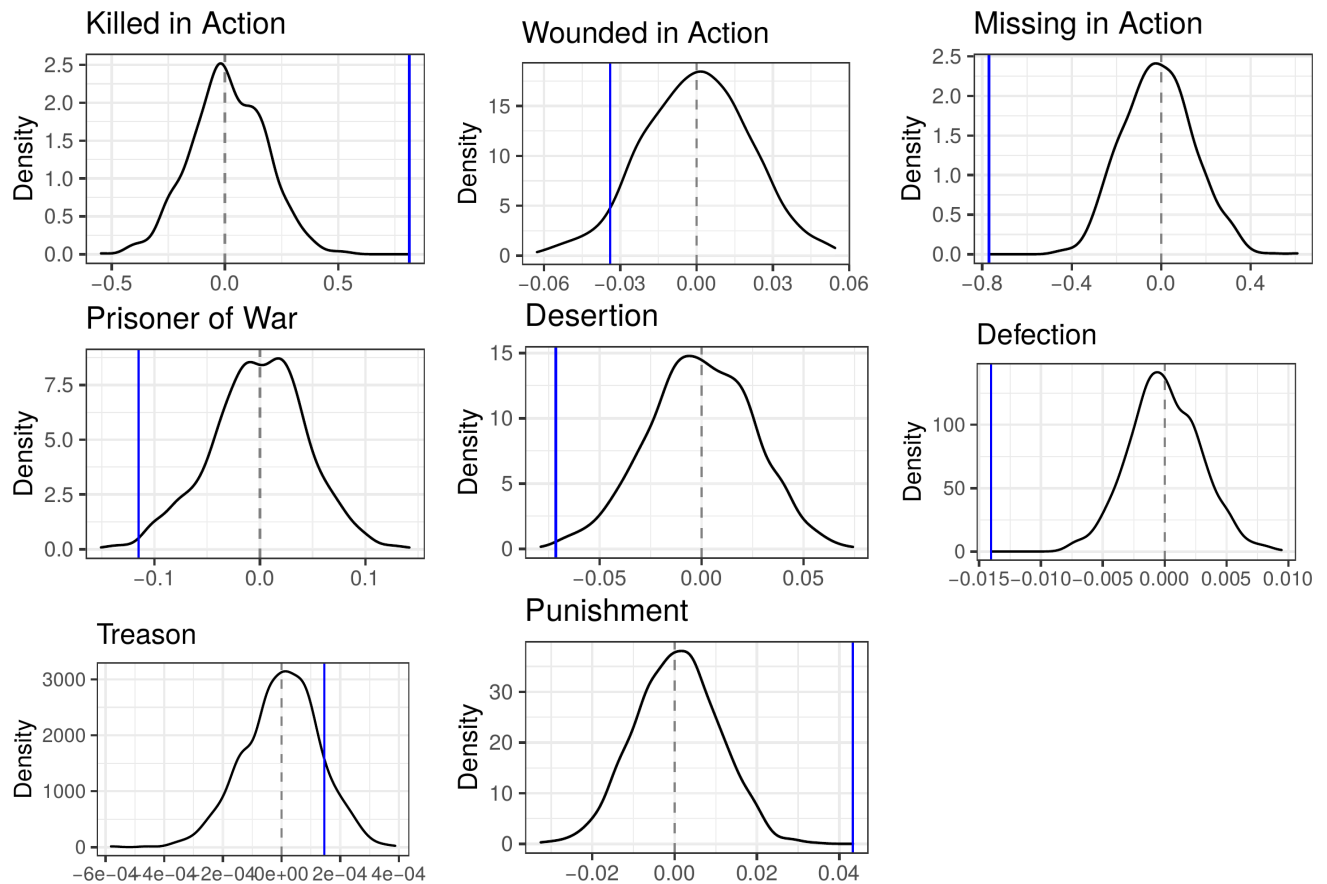 Killed in Action
Density
2.5
2.0
1.5
1.0
0.5
0.0
−0.5 0.0 0.5
Wounded in Action
Density
15
10
5
0
−0.06 −0.03 0.00 0.03 0.06
Missing in Action
Density
2.5
2.0
1.5
1.0
0.5
0.0
−0.8 −0.4 0.0 0.4
Prisoner of War
Density
7.5
5.0
2.5
0.0
−0.1 0.0 0.1
Desertion
Density
15
10
5
0
−0.05 0.00 0.05
Defection
Density
100
50
0
−0.015 −0.010 −0.005 0.000 0.005 0.010
Treason
Density
3000
2000
1000
0
−6e−04 −4e−04 −2e−04 0e+00 2e−04 4e−04
Punishment
Density
30
20
10
0
−0.02 0.00 0.02 0.04